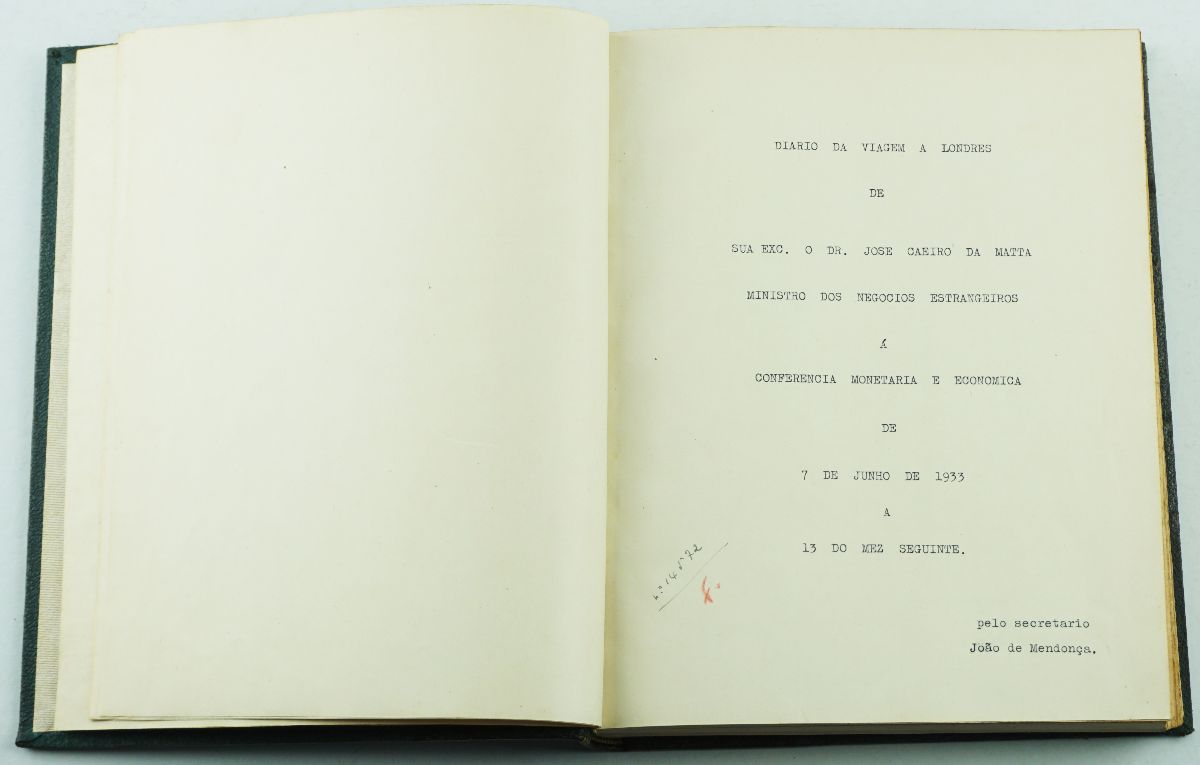 DIARIO DA VIAGEM A LONDRES
DE
SUA EXC. O DR. JOSE CAEIRO DA MATTA
MINISTRO DOS NEGOCIOS ESTRANGEIROS
Á
CONFERENCIA MONETARIA ECONOMICA
DE
7 DE JUNHO DE 1933
A
13 DO MEZ SEGUINTE.
pelo secretario
João de Mendonça.